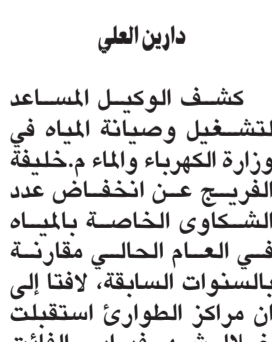 دارين العلي
كشف الوكيل المساعد
لتشغيل وصيانة المياه في
وزارة الكهرباء والماء م.خليفة
الفريج عن انخفاض عدد
الشكاوى الخاصة بالمياه
في العام الحالي مقارنة
بالسنوات السابقة، لافتا إلى
ان مراكز الطوارئ استقبلت